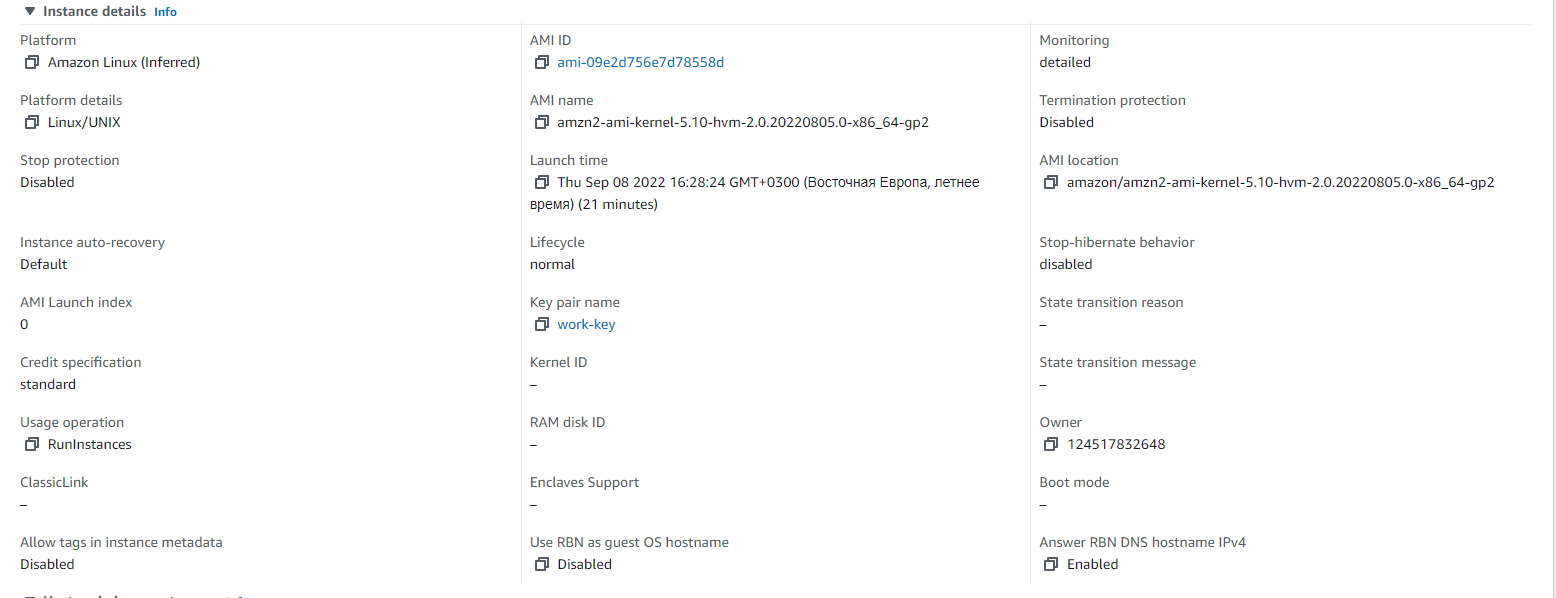 Instance details Info
Platform
Amazon Linux (Inferred)
AMI ID
ami-09e2d756e7d78558d
Monitoring
detailed
Platform details
Linux/UNIX
AMI name
amzn2-ami-kernel-5.10-hvm-2.0.20220805.0-x86_64-gp2
Termination protection
Disabled
Stop protection
Disabled
Launch time
Thu Sep 08 2022 16:28:24 GMT+0300 (Восточная Европа, летнее
время) (21 minutes)
AMI location
amazon/amzn2-ami-kernel-5.10-hvm-2.0.20220805.0-x86_64-gp2
Instance auto-recovery
Default
Lifecycle
normal
Stop-hibernate behavior
disabled
AMI Launch index
0
Key pair name
work-key
State transition reason
–
Credit specification
standard
Kernel ID
–
State transition message
–
Usage operation
RunInstances
RAM disk ID
–
Owner
124517832648
ClassicLink
–
Enclaves Support
–
Boot mode
–
Allow tags in instance metadata
Disabled
Use RBN as guest OS hostname
Disabled
Answer RBN DNS hostname IPv4
Enabled